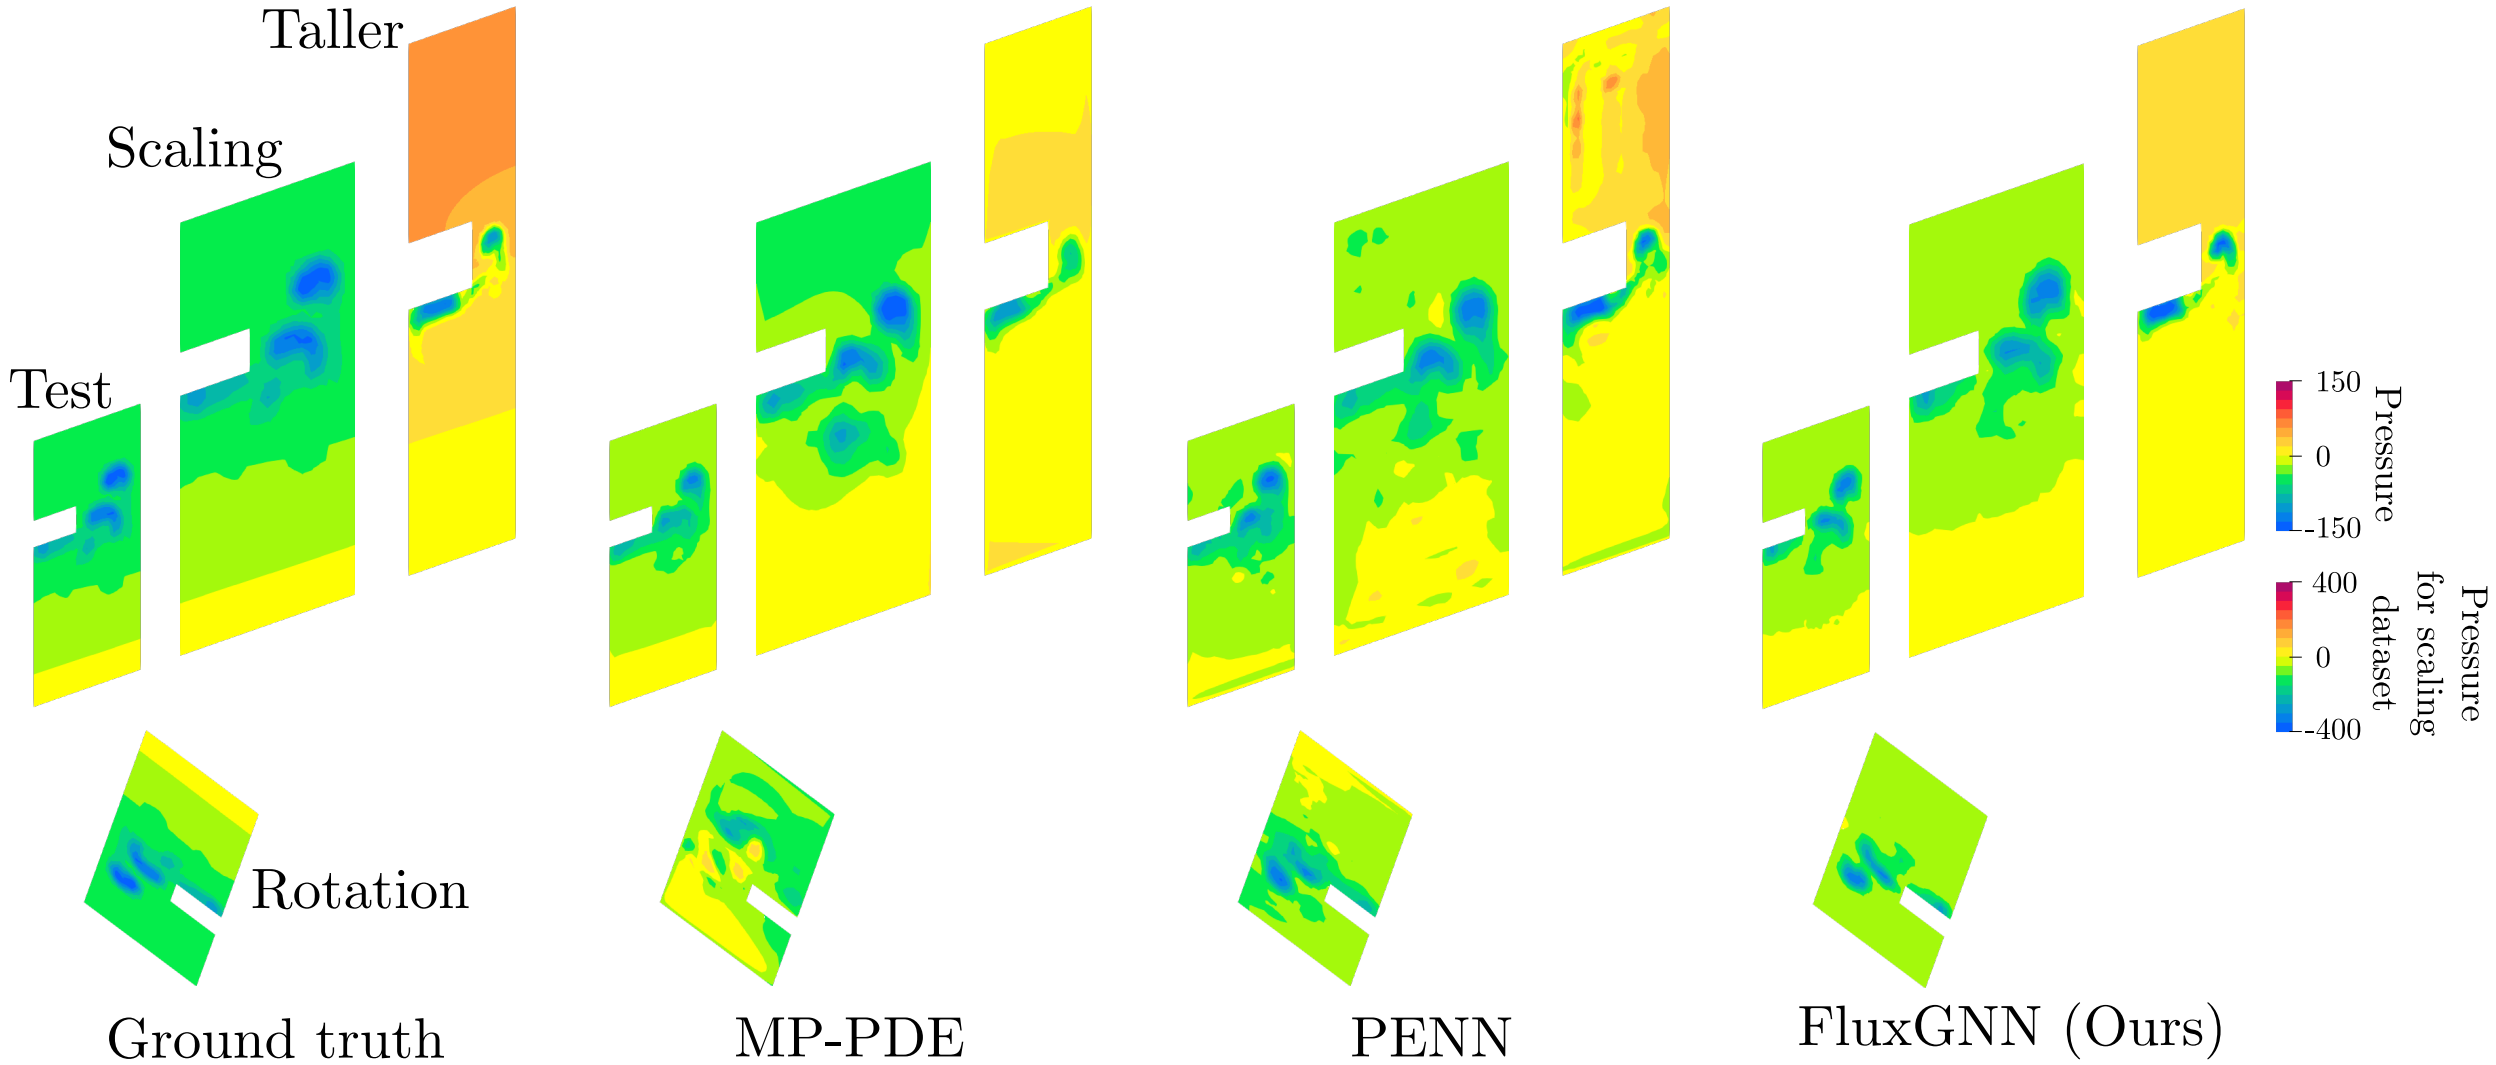 Taller
Scaling
Test
Rotation
150
0
-150
Pressure
400
0
-400
Pressure
for scaling
dataset
Ground truth
MP-PDE
PENN
FluxGNN (Ours)